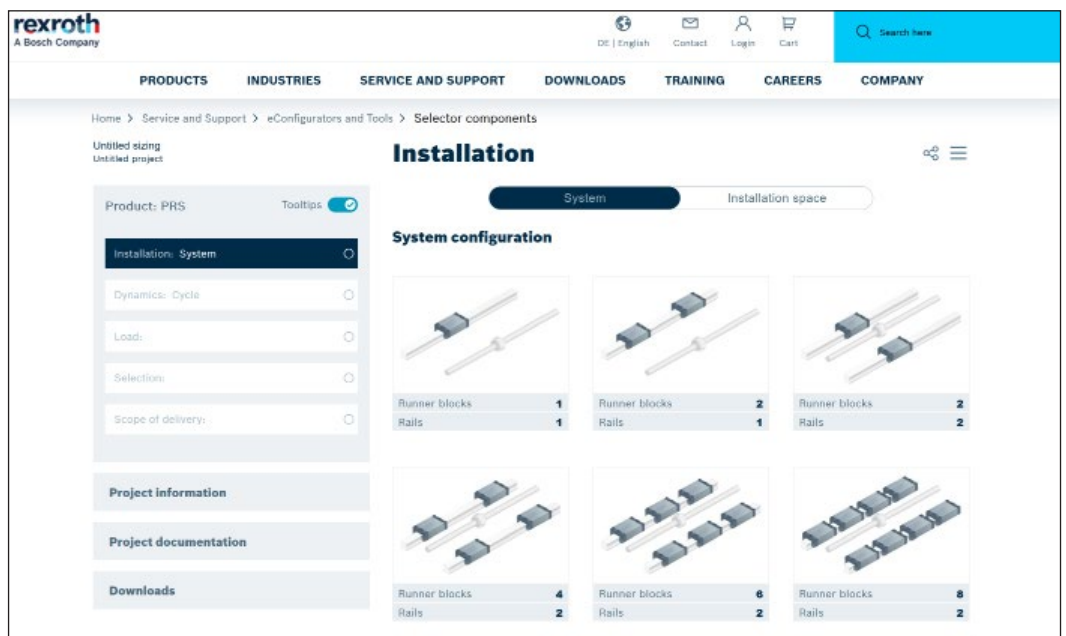 rexroth
A Bosch Company
DE | English
Contact
Login
Cart
Search here
PRODUCTS INDUSTRIES SERVICE AND SUPPORT DOWNLOADS TRAINING CAREERS COMPANY
Home > Service and Support > eConfigurators and Tools > Selector components
Untitled sizing
Untitled project
Installation
Product: PRS
Tooltips
System
Installation space
System configuration
Installation: System
Dynamics: Cycle
Load:
Selection:
Scope of delivery:
Project information
Project documentation
Downloads
Runner blocks 1
Rails 1
Runner blocks 2
Rails 1
Runner blocks 2
Rails 2
Runner blocks 4
Rails 2
Runner blocks 6
Rails 2
Runner blocks 8
Rails 2